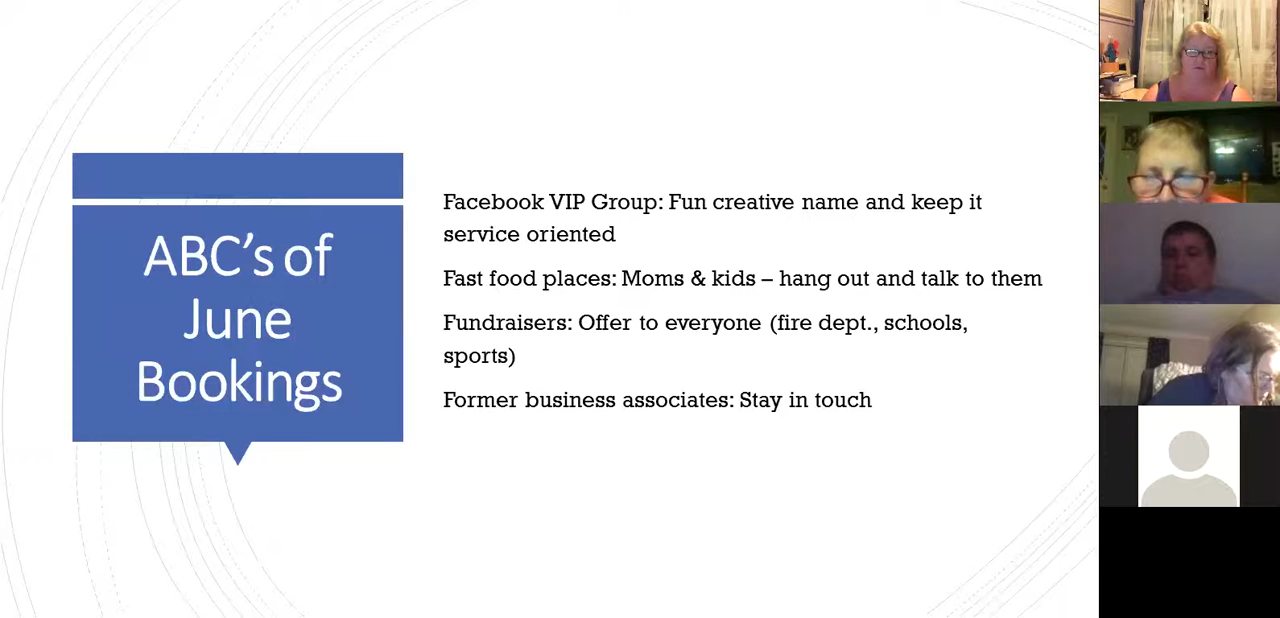 ABC’s of
June
Bookings
Facebook VIP Group: Fun creative name and keep it
service oriented
Fast food places: Moms & kids – hang out and talk to them
Fundraisers: Offer to everyone (fire dept., schools,
sports)
Former business associates: Stay in touch